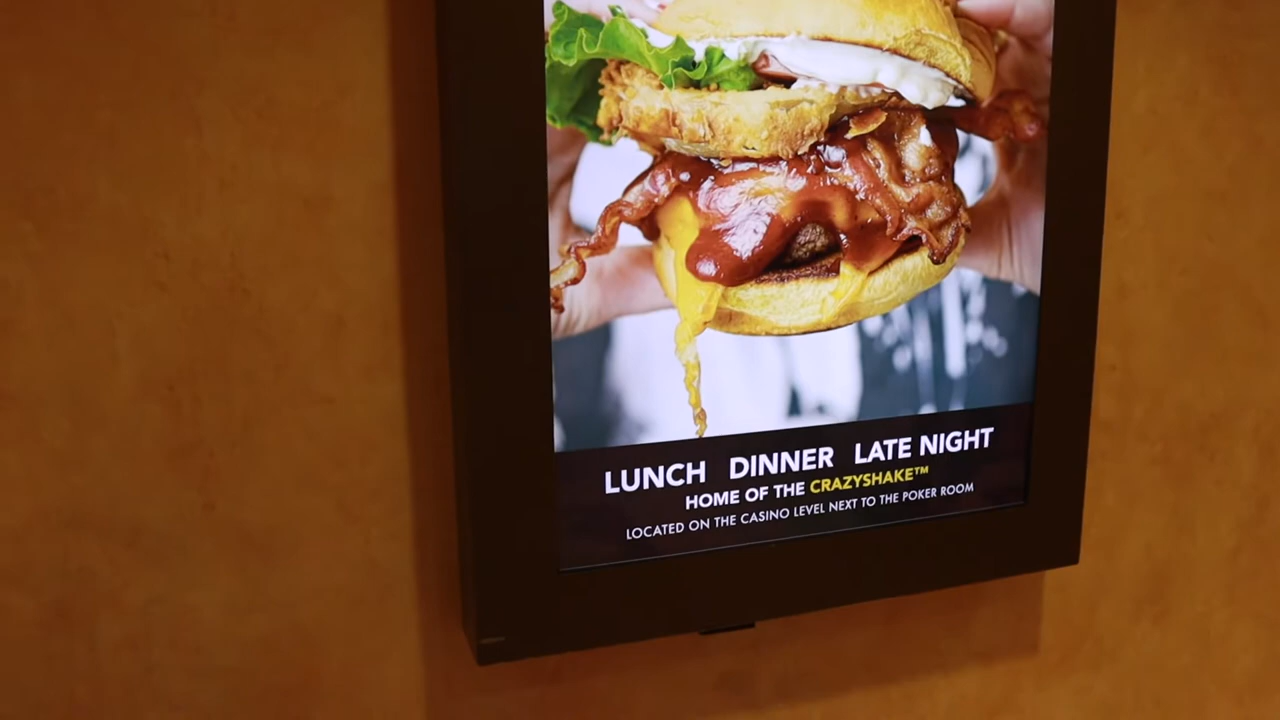 LUNCH DINNER LATE NIGHT
HOME OF THE CRAZYSHAKE™
LOCATED ON THE CASINO LEVEL NEXT TO THE POKER ROOM